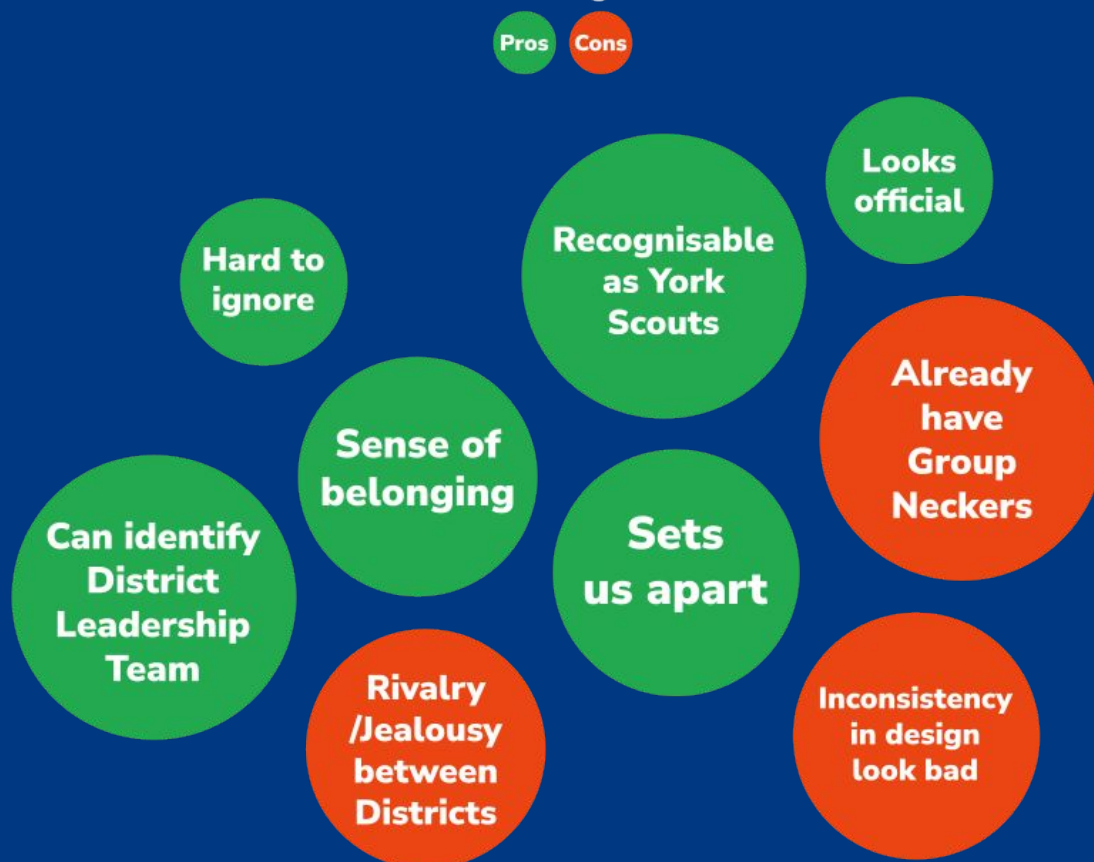 Pros
Cons
Looks
official
Hard to
ignore
Recognisable
as York
Scouts
Already
have
Group
Neckers
Sense of
belonging
Sets
us apart
Can identify
District
Leadership
Team
Rivalry
/Jealousy
between
Districts
Inconsistency
in design
look bad